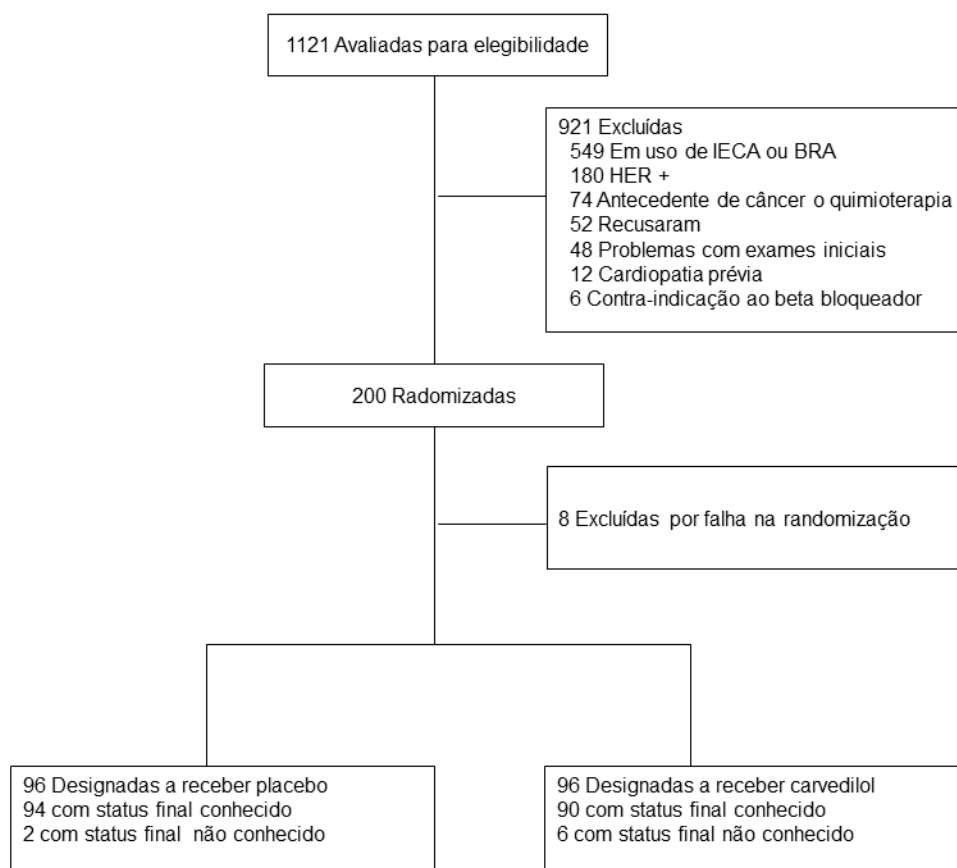 1121 Avaliadas para elegibilidade
921 Excluídas
549 Em uso de IECA ou BRA
180 HER +
74 Antecedente de câncer o quimioterapia
52 Recusaram
48 Problemas com exames iniciais
12 Cardiopatia prévia
6 Contra-indicação ao beta bloqueador
200 Radomizadas
8 Excluídas por falha na randomização
96 Designadas a receber placebo
94 com status final conhecido
2 com status final não conhecido
96 Designadas a receber carvedilol
90 com status final conhecido
6 com status final não conhecido